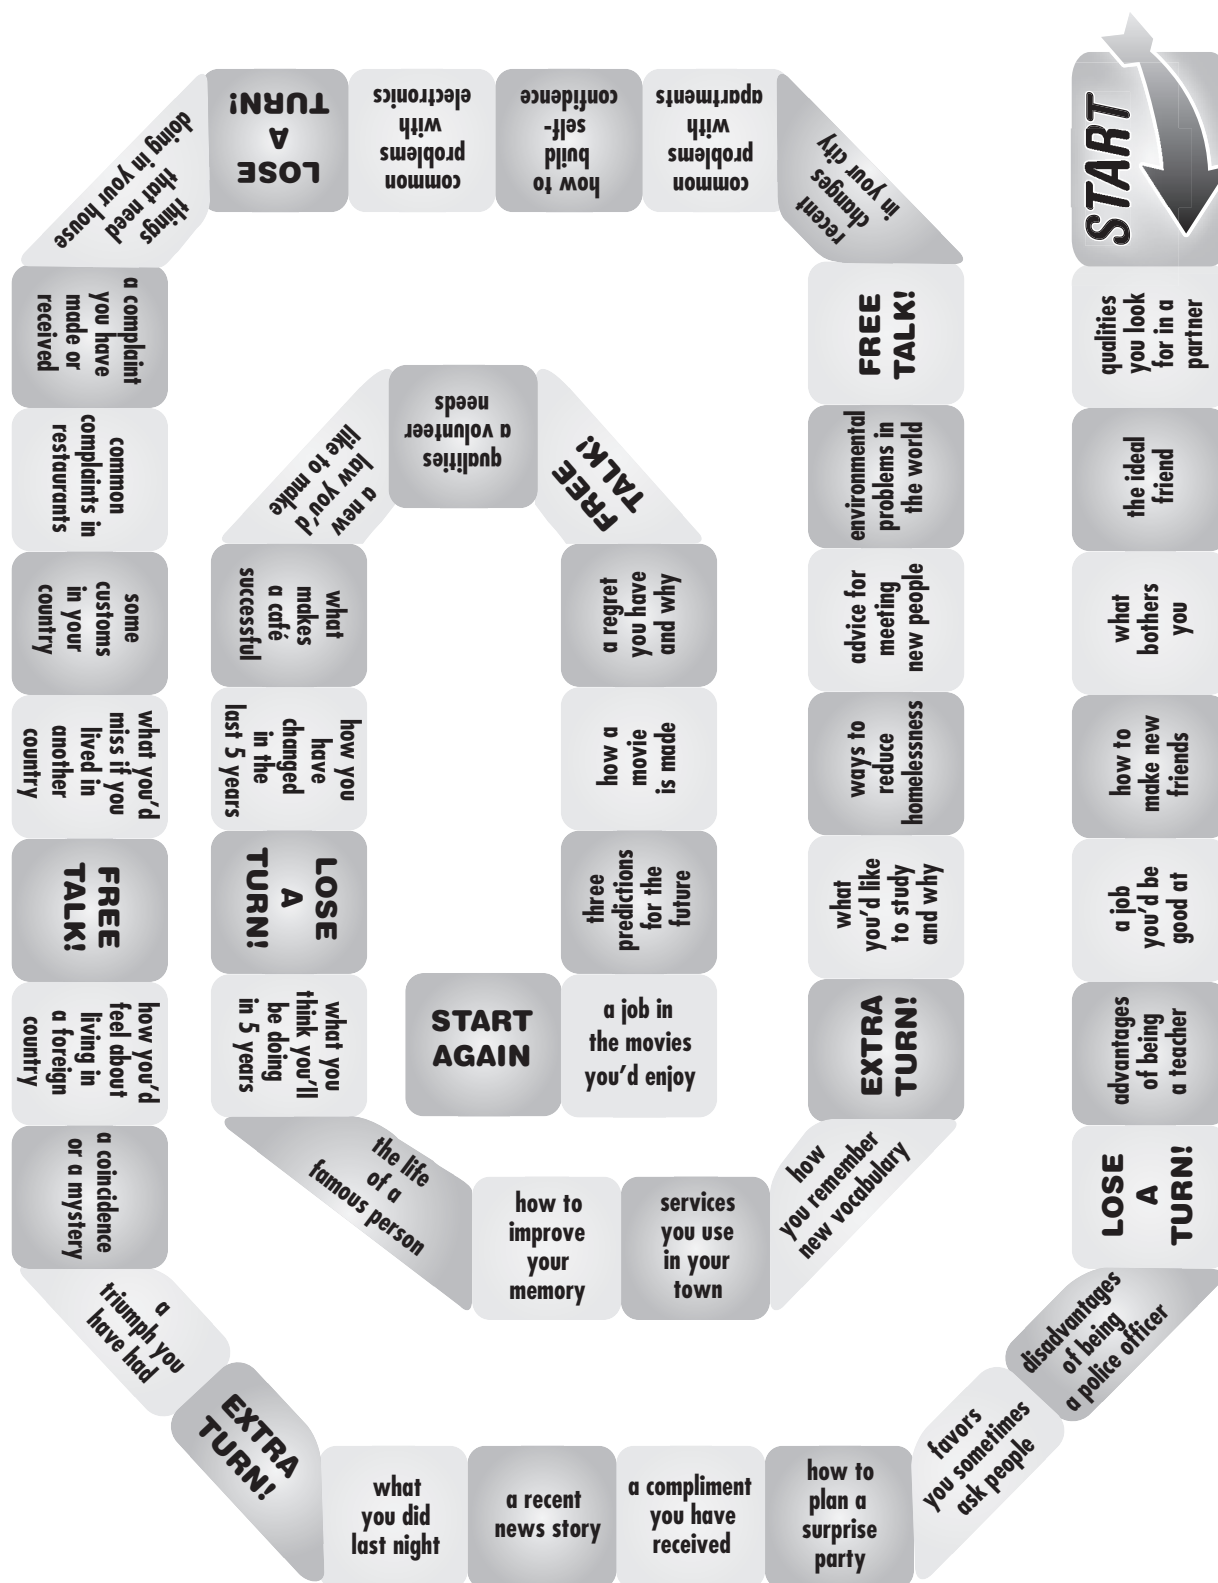 START
qualities
you look
for in a
partner
the ideal
friend
what
bothers
you
how to
make new
friends
a job
you'd be
good at
advantages
of being
a teacher
LOSE
A
TURN!
disadvantages
of being
a police officer
favors
you sometimes
ask people
how to
plan a
surprise
party
a compliment
you have
received
a recent
news story
what
you did
last night
EXTRA
TURN!
a
triumph you
have had
a coincidence
or a mystery
how you'd
feel about
living in
a foreign
country
FREE
TALK!
what you'd
miss if you
lived in
another
country
some
customs
in your
country
common
complaints in
restaurants
a complaint
you have
made or
received
things
that need
doing in your house
LOSE
A
TURN!
common
problems
with
electronics
how to
build
self-
confidence
common
problems
with
apartments
recent
changes
in your city
FREE
TALK!
environmental
problems in
the world
advice for
meeting
new people
ways to
reduce
homelessness
what
you'd like
to study
and why
EXTRA
TURN!
how
you remember
new vocabulary
services
you use
in your
town
how to
improve
your
memory
the life
of a
famous person
what you
think you'll
be doing
in 5 years
LOSE
A
TURN!
how you
have
changed
in the
last 5 years
what
makes
a café
successful
a new
law you'd
like to make
qualities
a volunteer
needs
FREE
TALK!
a regret
you have
and why
how a
movie
is made
three
predictions
for the
future
a job in
the movies
you'd enjoy
START
AGAIN